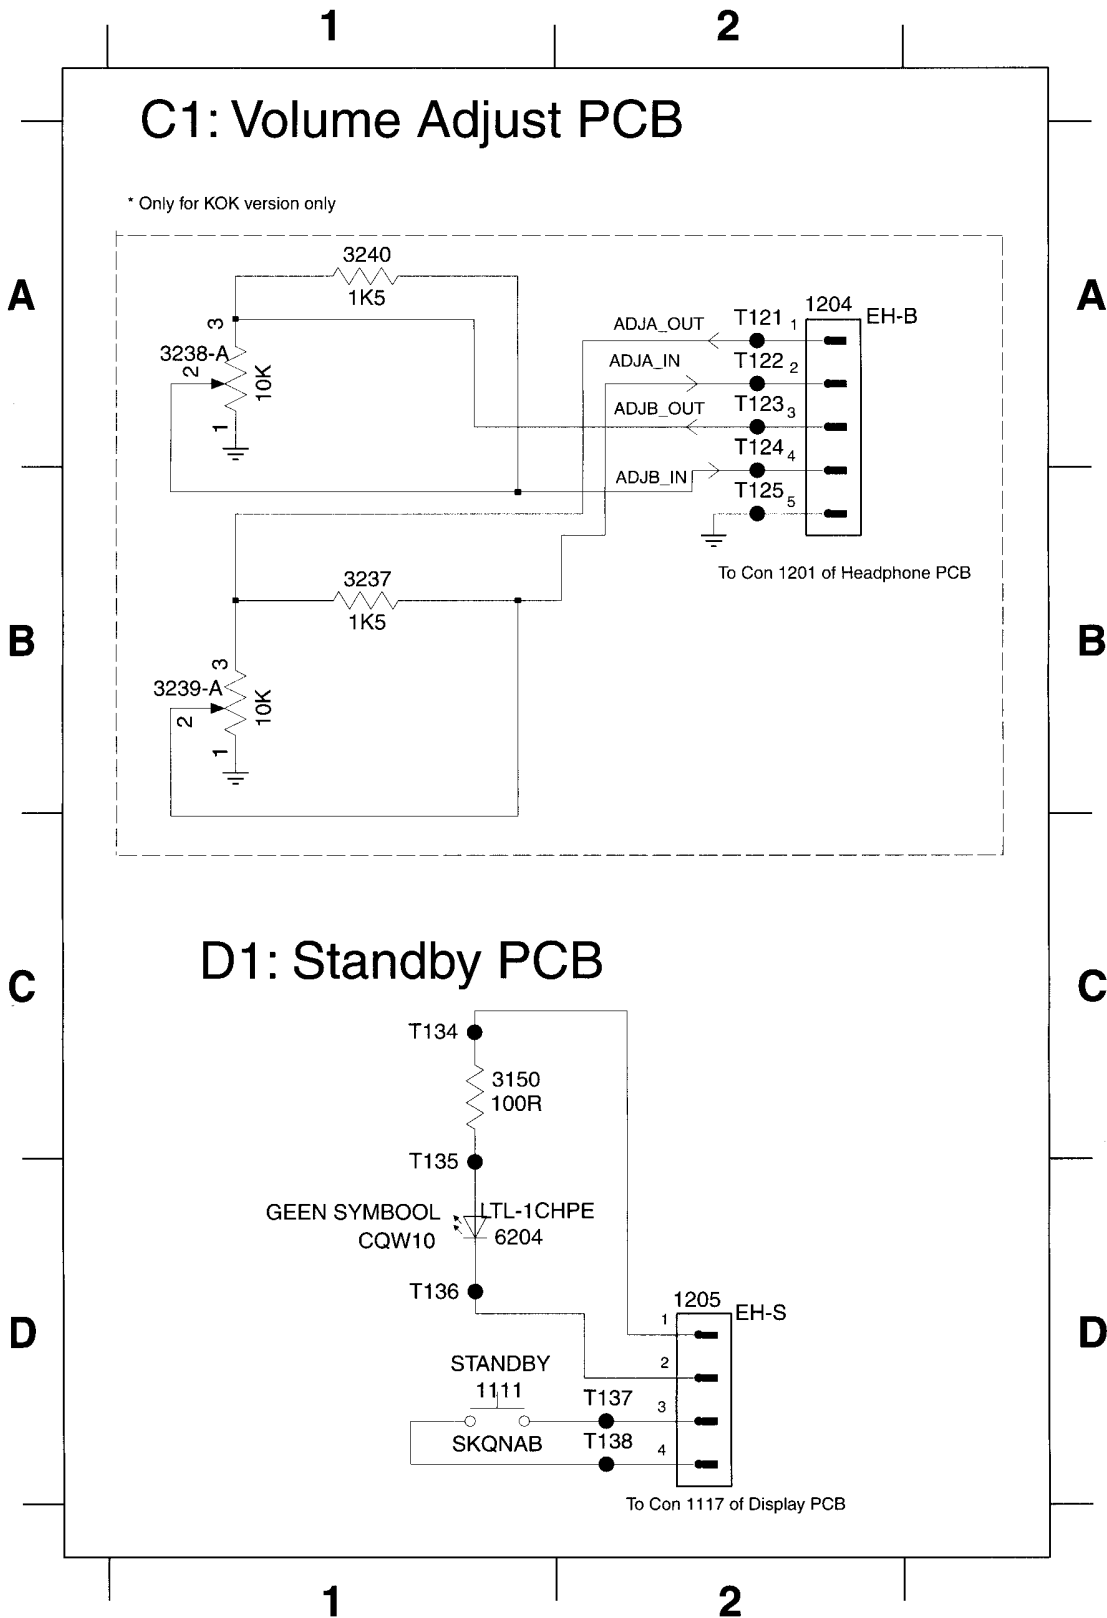 1 2
C1: Volume Adjust PCB
* Only for KOK version only
A A
3240
1K5
3
3238-A
2
10K
1
1204
EH-B
ADJA_OUT T121 1
ADJA_IN T122 2
ADJB_OUT T123 3
T124 4
ADJB_IN
T125 5
To Con 1201 of Headphone PCB
B B
3237
1K5
3
3239-A
2
10K
1
D1: Standby PCB
C C
T134
3150
100R
T135
GEEN SYMBOOL LTL-1CHPE
CQW10 6204
T136
D D
1205
EH-S
1
2
STANDBY
1111
T137 3
SKQNAB
T138 4
To Con 1117 of Display PCB
1 2